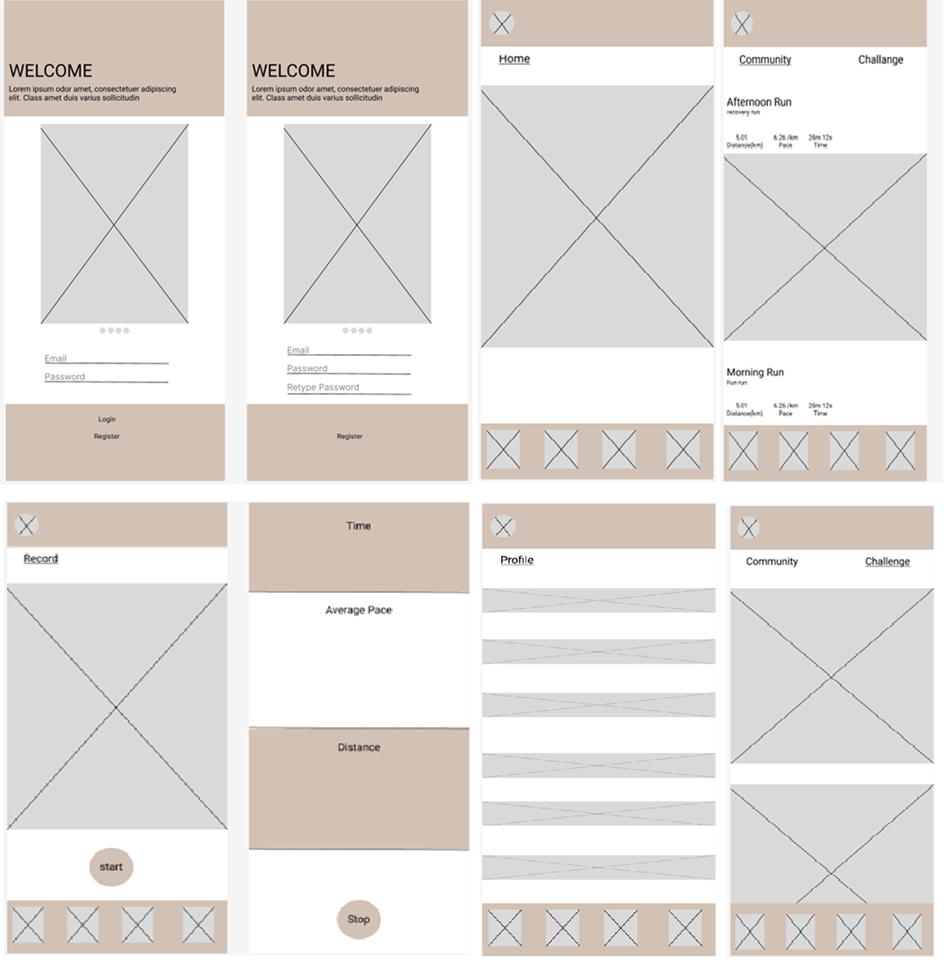 WELCOME
Lorem ipsum odor amet, consectetuer adipiscing
elit. Class amet duis varius sollicitudin
Email
Password
Login
Register
WELCOME
Lorem ipsum odor amet, consectetuer adipiscing
elit. Class amet duis varius sollicitudin
Email
Password
Retype Password
Register
Home
Community Challange
Afternoon Run
recovery run
5.01 6.26 /km 28m 12s
Distance(km) Pace Time
Morning Run
Fun run
5.01 6.26 /km 28m 12s
Distance(km) Pace Time
Record
start
Time
Average Pace
Distance
Stop
Profile
Community Challenge